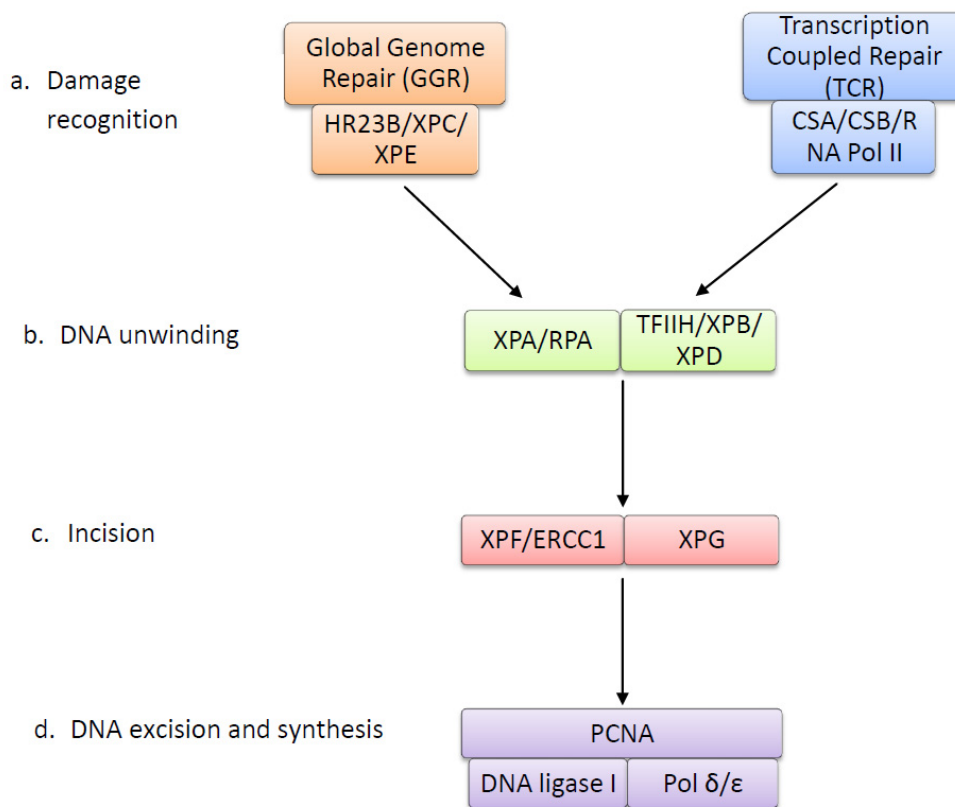 a. Damage
recognition
Global Genome
Repair (GGR)
HR23B/XPC/
XPE
Transcription
Coupled Repair
(TCR)
CSA/CSB/R
NA Pol II
b. DNA unwinding
XPA/RPA
TFIIH/XPB/
XPD
c. Incision
XPF/ERCC1
XPG
d. DNA excision and synthesis
PCNA
DNA ligase I
Pol δ/ε